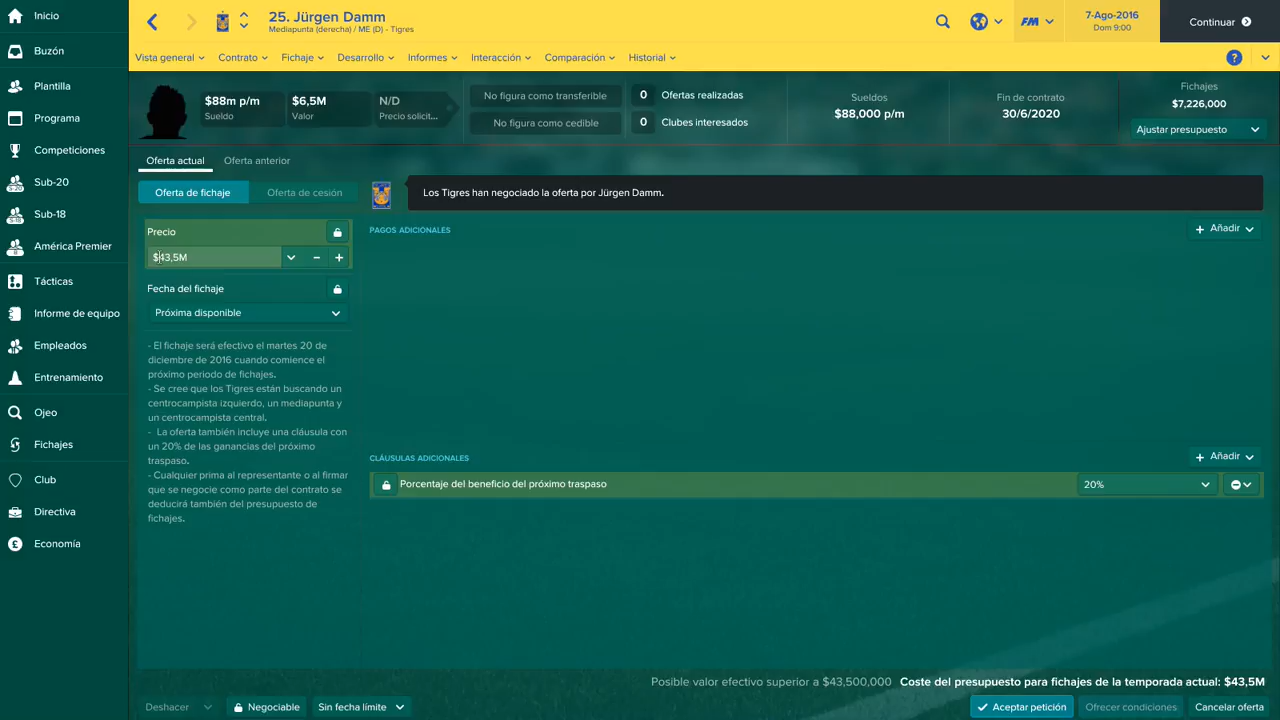 Inicio
Buzón
Plantilla
Programa
Competiciones
Sub-20
Sub-18
América Premier
Tácticas
Informe de equipo
Empleados
Entrenamiento
Ojeo
Fichajes
Club
Directiva
Economía
25. Jürgen Damm
Mediapunta (derecha) / ME (D) - Tigres
FM
7-Ago-2016
Dom 9:00
Continuar
Vista general
Contrato
Fichaje
Desarrollo
Informes
Interacción
Comparación
Historial
?
$88m p/m
Sueldo
$6,5M
Valor
N/D
Precio solicit...
No figura como transferible
No figura como cedible
0 Ofertas realizadas
0 Clubes interesados
Sueldos
$88,000 p/m
Fin de contrato
30/6/2020
Fichajes
$7,226,000
Ajustar presupuesto
Oferta actual
Oferta anterior
Oferta de fichaje
Oferta de cesión
Los Tigres han negociado la oferta por Jürgen Damm.
Precio
$43,5M
Fecha del fichaje
Próxima disponible
- El fichaje será efectivo el martes 20 de
diciembre de 2016 cuando comience el
próximo periodo de fichajes.
- Se cree que los Tigres están buscando un
centrocampista izquierdo, un mediapunta y
un centrocampista central.
- La oferta también incluye una cláusula con
un 20% de las ganancias del próximo
traspaso.
- Cualquier prima al representante o al firmar
que se negocie como parte del contrato se
deducirá también del presupuesto de
fichajes.
PAGOS ADICIONALES
Añadir
CLÁUSULAS ADICIONALES
Añadir
Porcentaje del beneficio del próximo traspaso
20%
Posible valor efectivo superior a $43,500,000
Coste del presupuesto para fichajes de la temporada actual: $43,5M
Deshacer
Negociable
Sin fecha límite
Aceptar petición
Ofrecer condiciones
Cancelar oferta